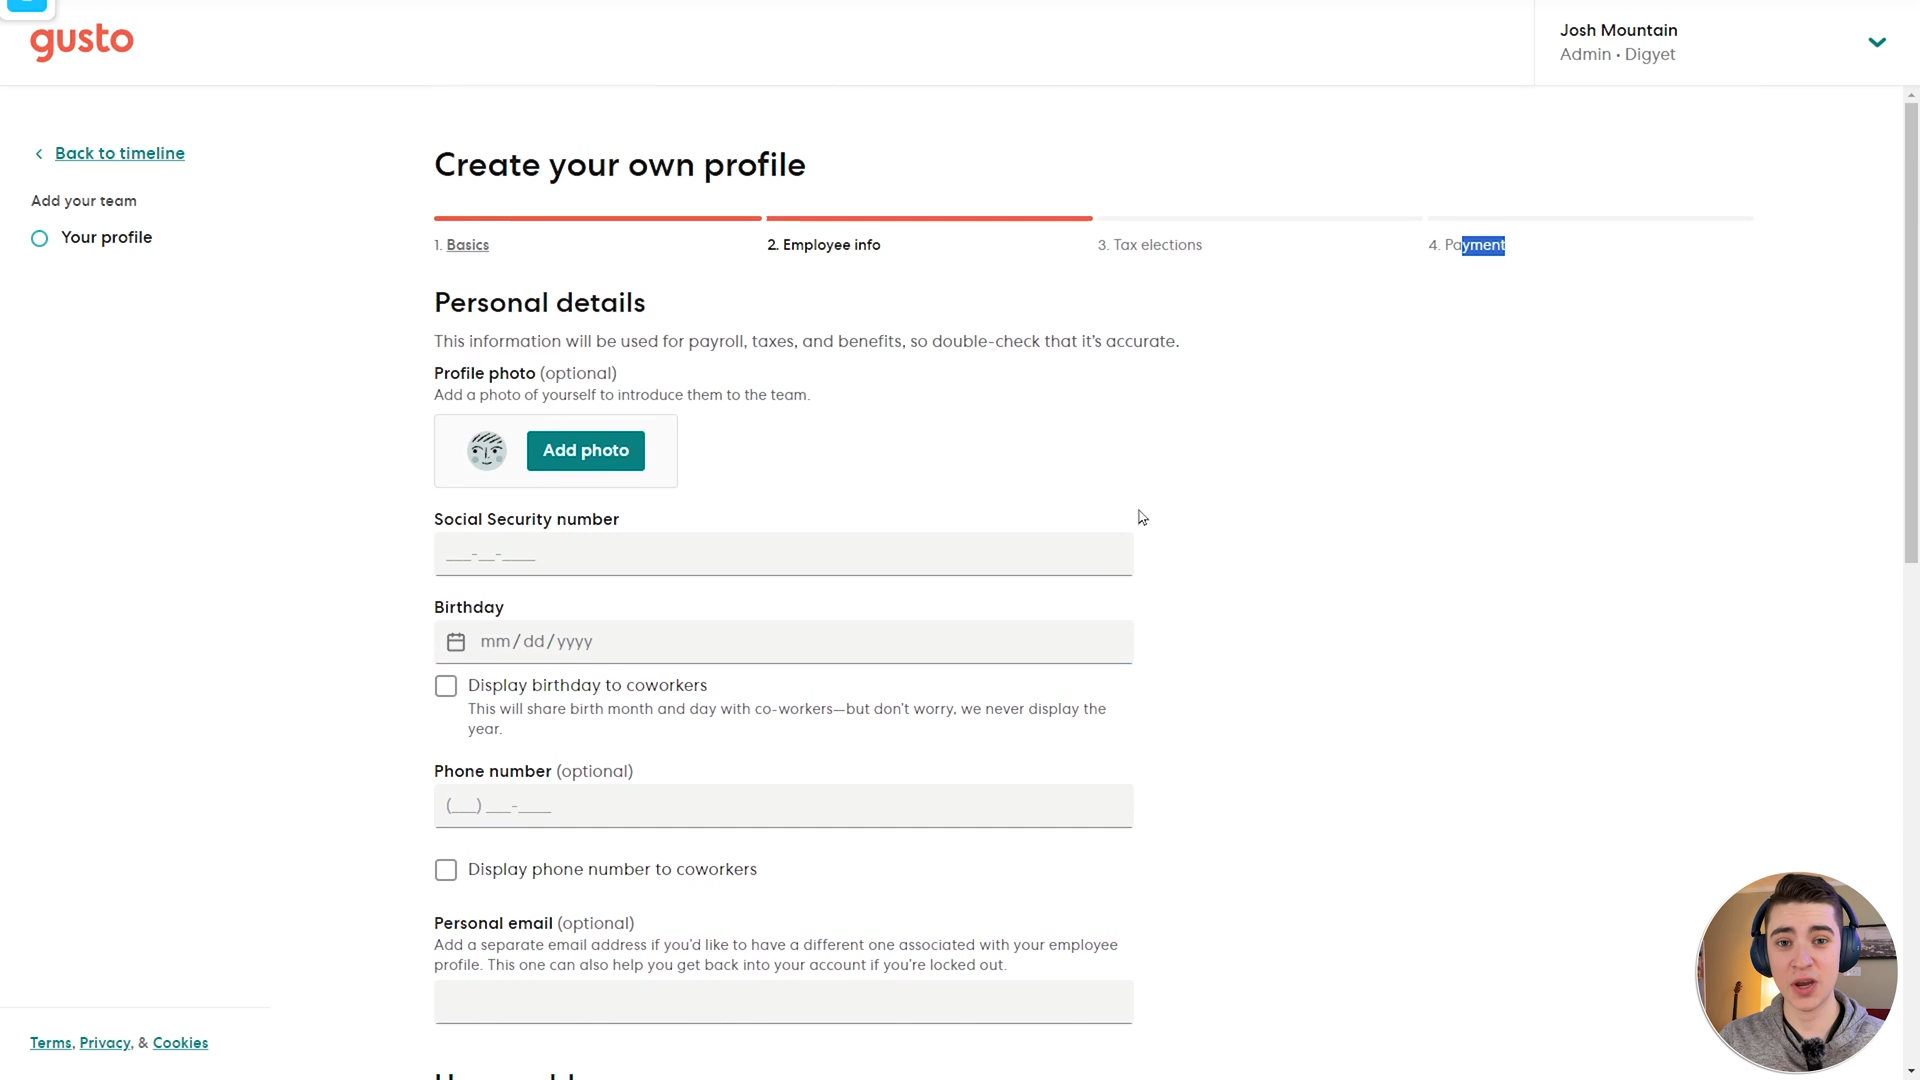 gusto
Josh Mountain
Admin • Digyet
Back to timeline
Add your team
Your profile
Create your own profile
1. Basics
2. Employee info
3. Tax elections
4. Payment
Personal details
This information will be used for payroll, taxes, and benefits, so double-check that it’s accurate.
Profile photo (optional)
Add a photo of yourself to introduce them to the team.
Add photo
Social Security number
___-__-____
Birthday
mm/dd/yyyy
Display birthday to coworkers
This will share birth month and day with co-workers—but don’t worry, we never display the
year.
Phone number (optional)
(___) ___-____
Display phone number to coworkers
Personal email (optional)
Add a separate email address if you’d like to have a different one associated with your employee
profile. This one can also help you get back into your account if you’re locked out.
Terms, Privacy, & Cookies